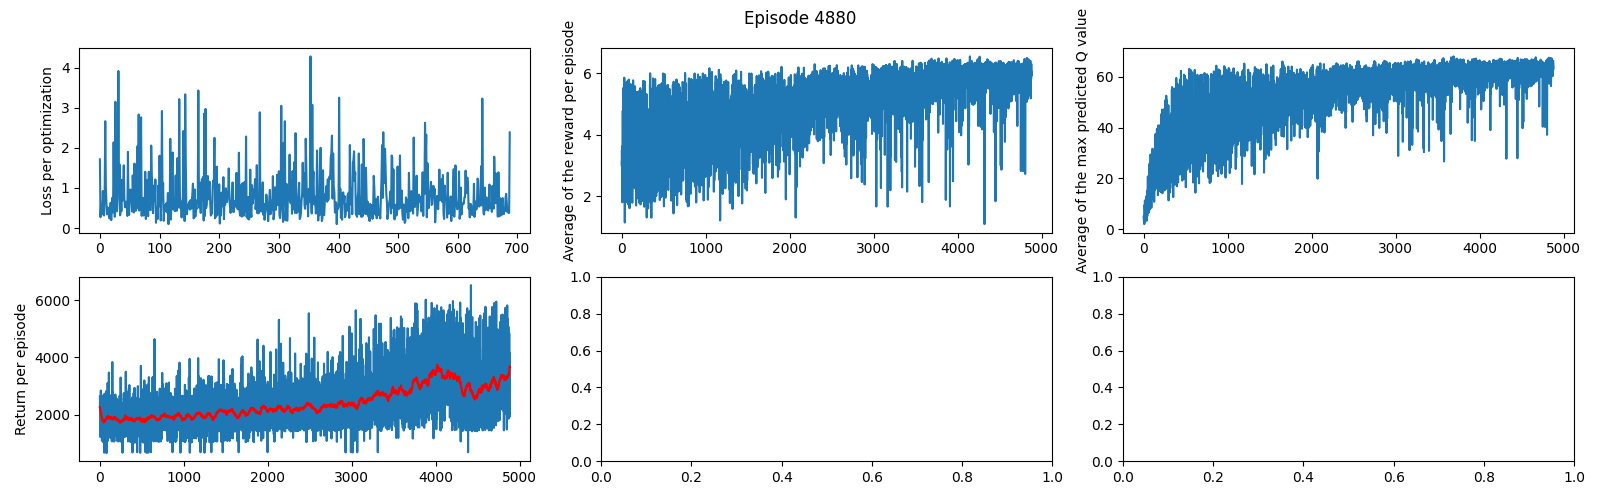 Episode 4880
Loss per optimization
4
3
2
1
0
0 100 200 300 400 500 600 700
Average of the reward per episode
6
4
2
0 1000 2000 3000 4000 5000
Average of the max predicted Q value
60
40
20
0
0 1000 2000 3000 4000 5000
Return per episode
6000
4000
2000
0 1000 2000 3000 4000 5000
1.0
0.8
0.6
0.4
0.2
0.0
0.0 0.2 0.4 0.6 0.8 1.0
1.0
0.8
0.6
0.4
0.2
0.0
0.0 0.2 0.4 0.6 0.8 1.0